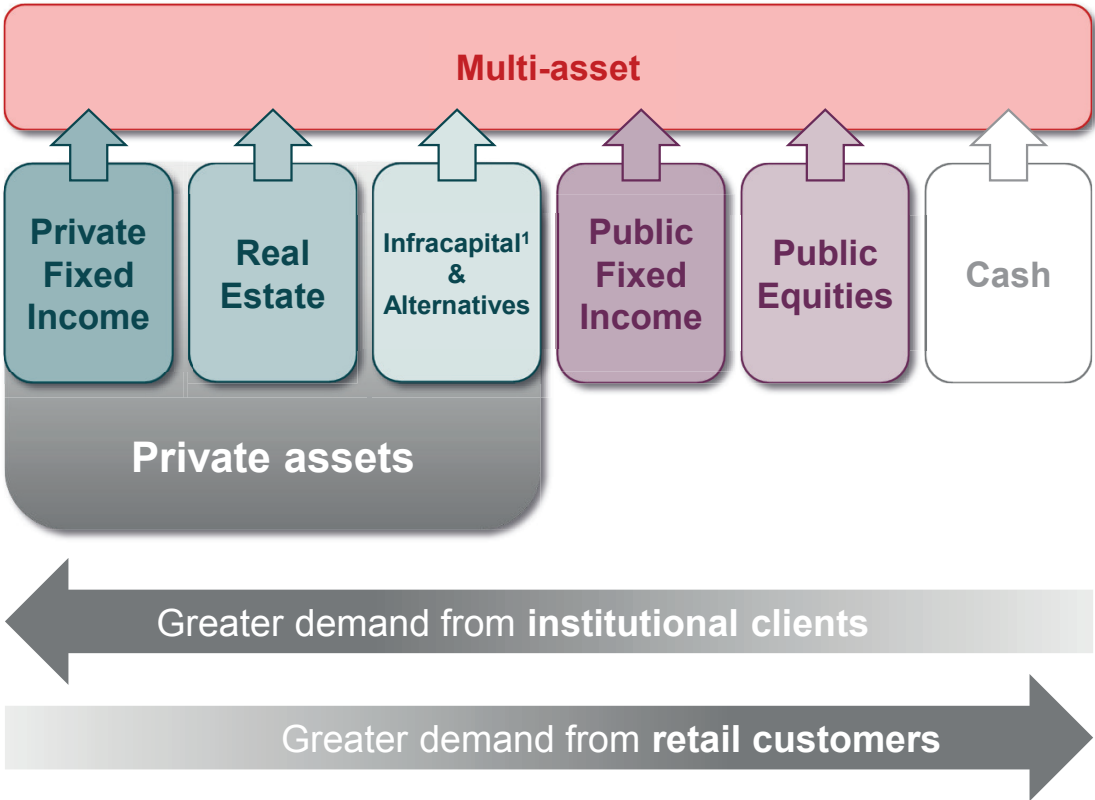 Multi-asset
Private
Fixed
Income
Real
Estate
Infracapital¹
&
Alternatives
Public
Fixed
Income
Public
Equities
Cash
Private assets
Greater demand from institutional clients
Greater demand from retail customers